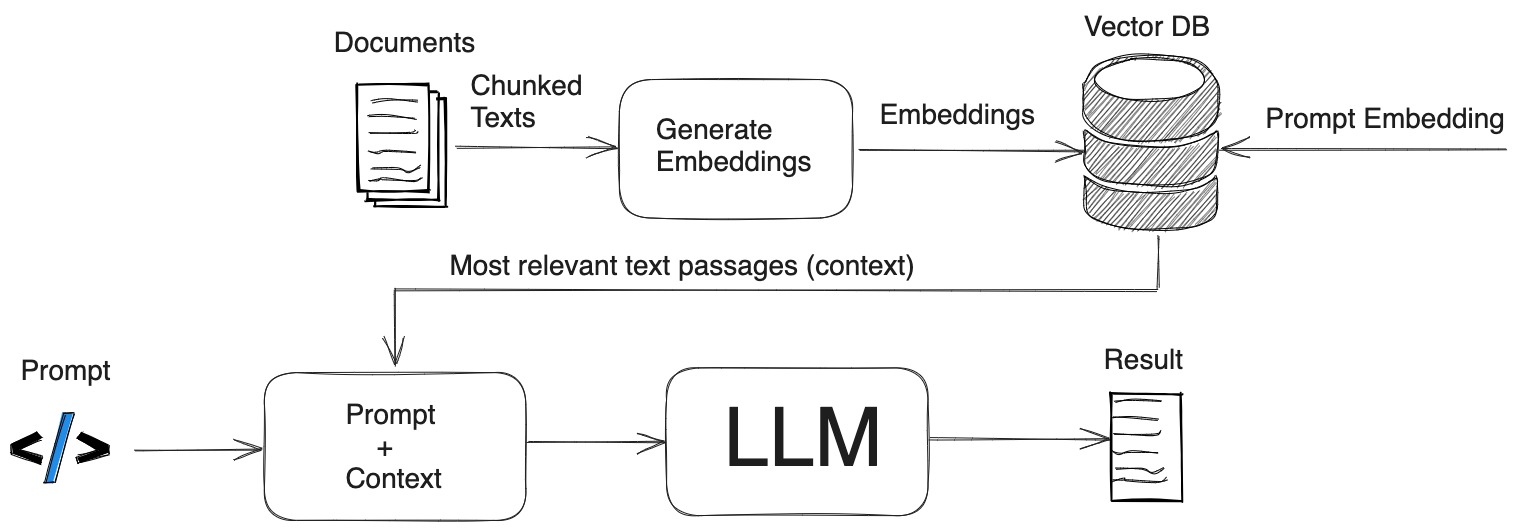 Documents
Vector DB
Chunked
Texts
Generate
Embeddings
Embeddings
Prompt Embedding
Most relevant text passages (context)
Prompt
</>
Prompt
+
Context
LLM
Result